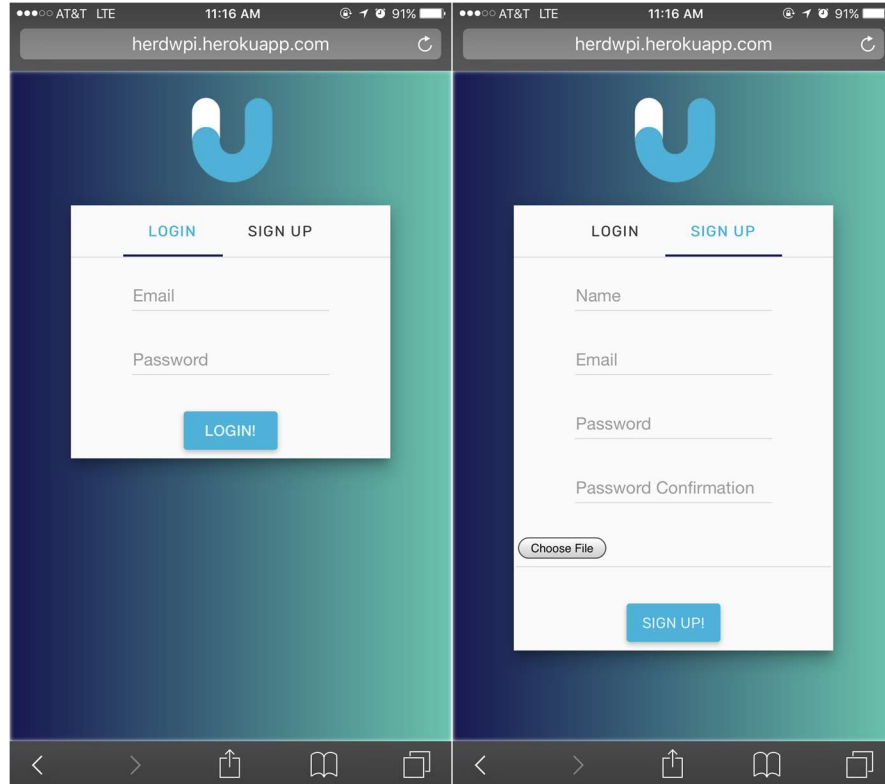 AT&T LTE 11:16 AM 91%
herdwpi.herokuapp.com
LOGIN SIGN UP
Email
Password
LOGIN!
AT&T LTE 11:16 AM 91%
herdwpi.herokuapp.com
LOGIN SIGN UP
Name
Email
Password
Password Confirmation
Choose File
SIGN UP!